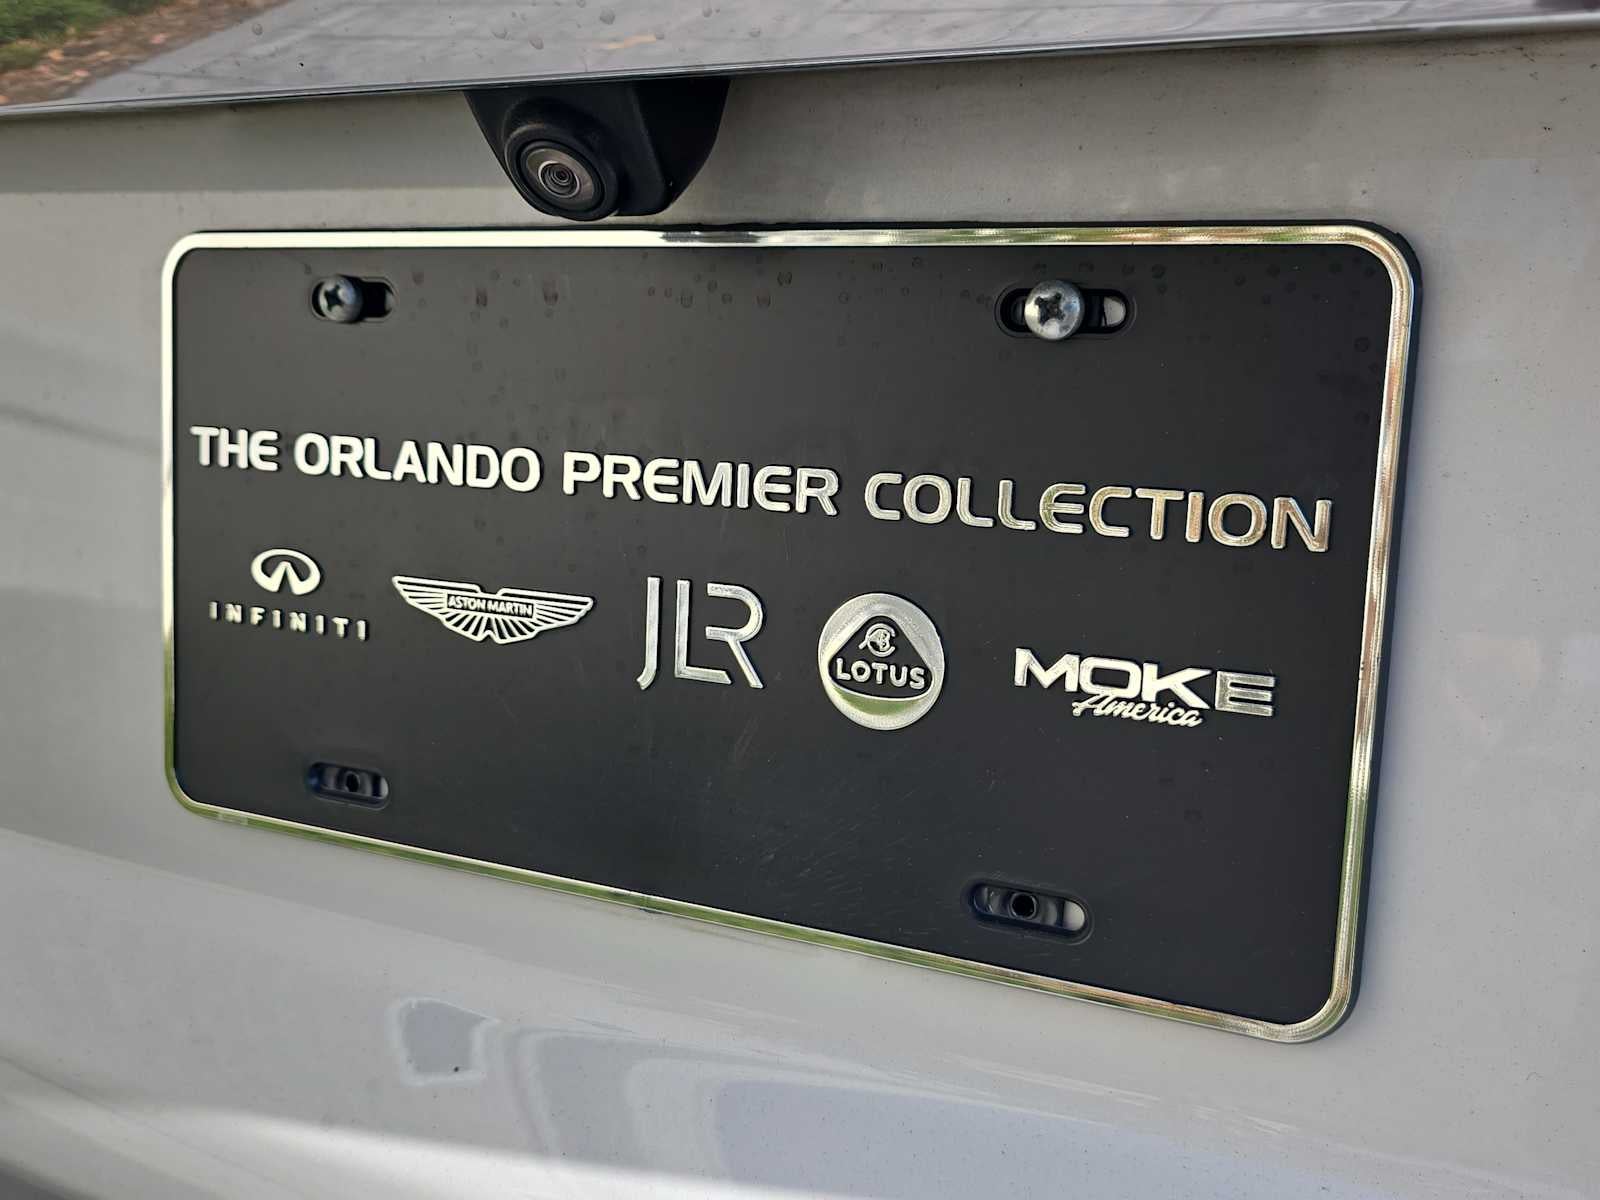 THE ORLANDO PREMIER COLLECTION
INFINITI
ASTON MARTIN
JLR
LOTUS
MOKE
America